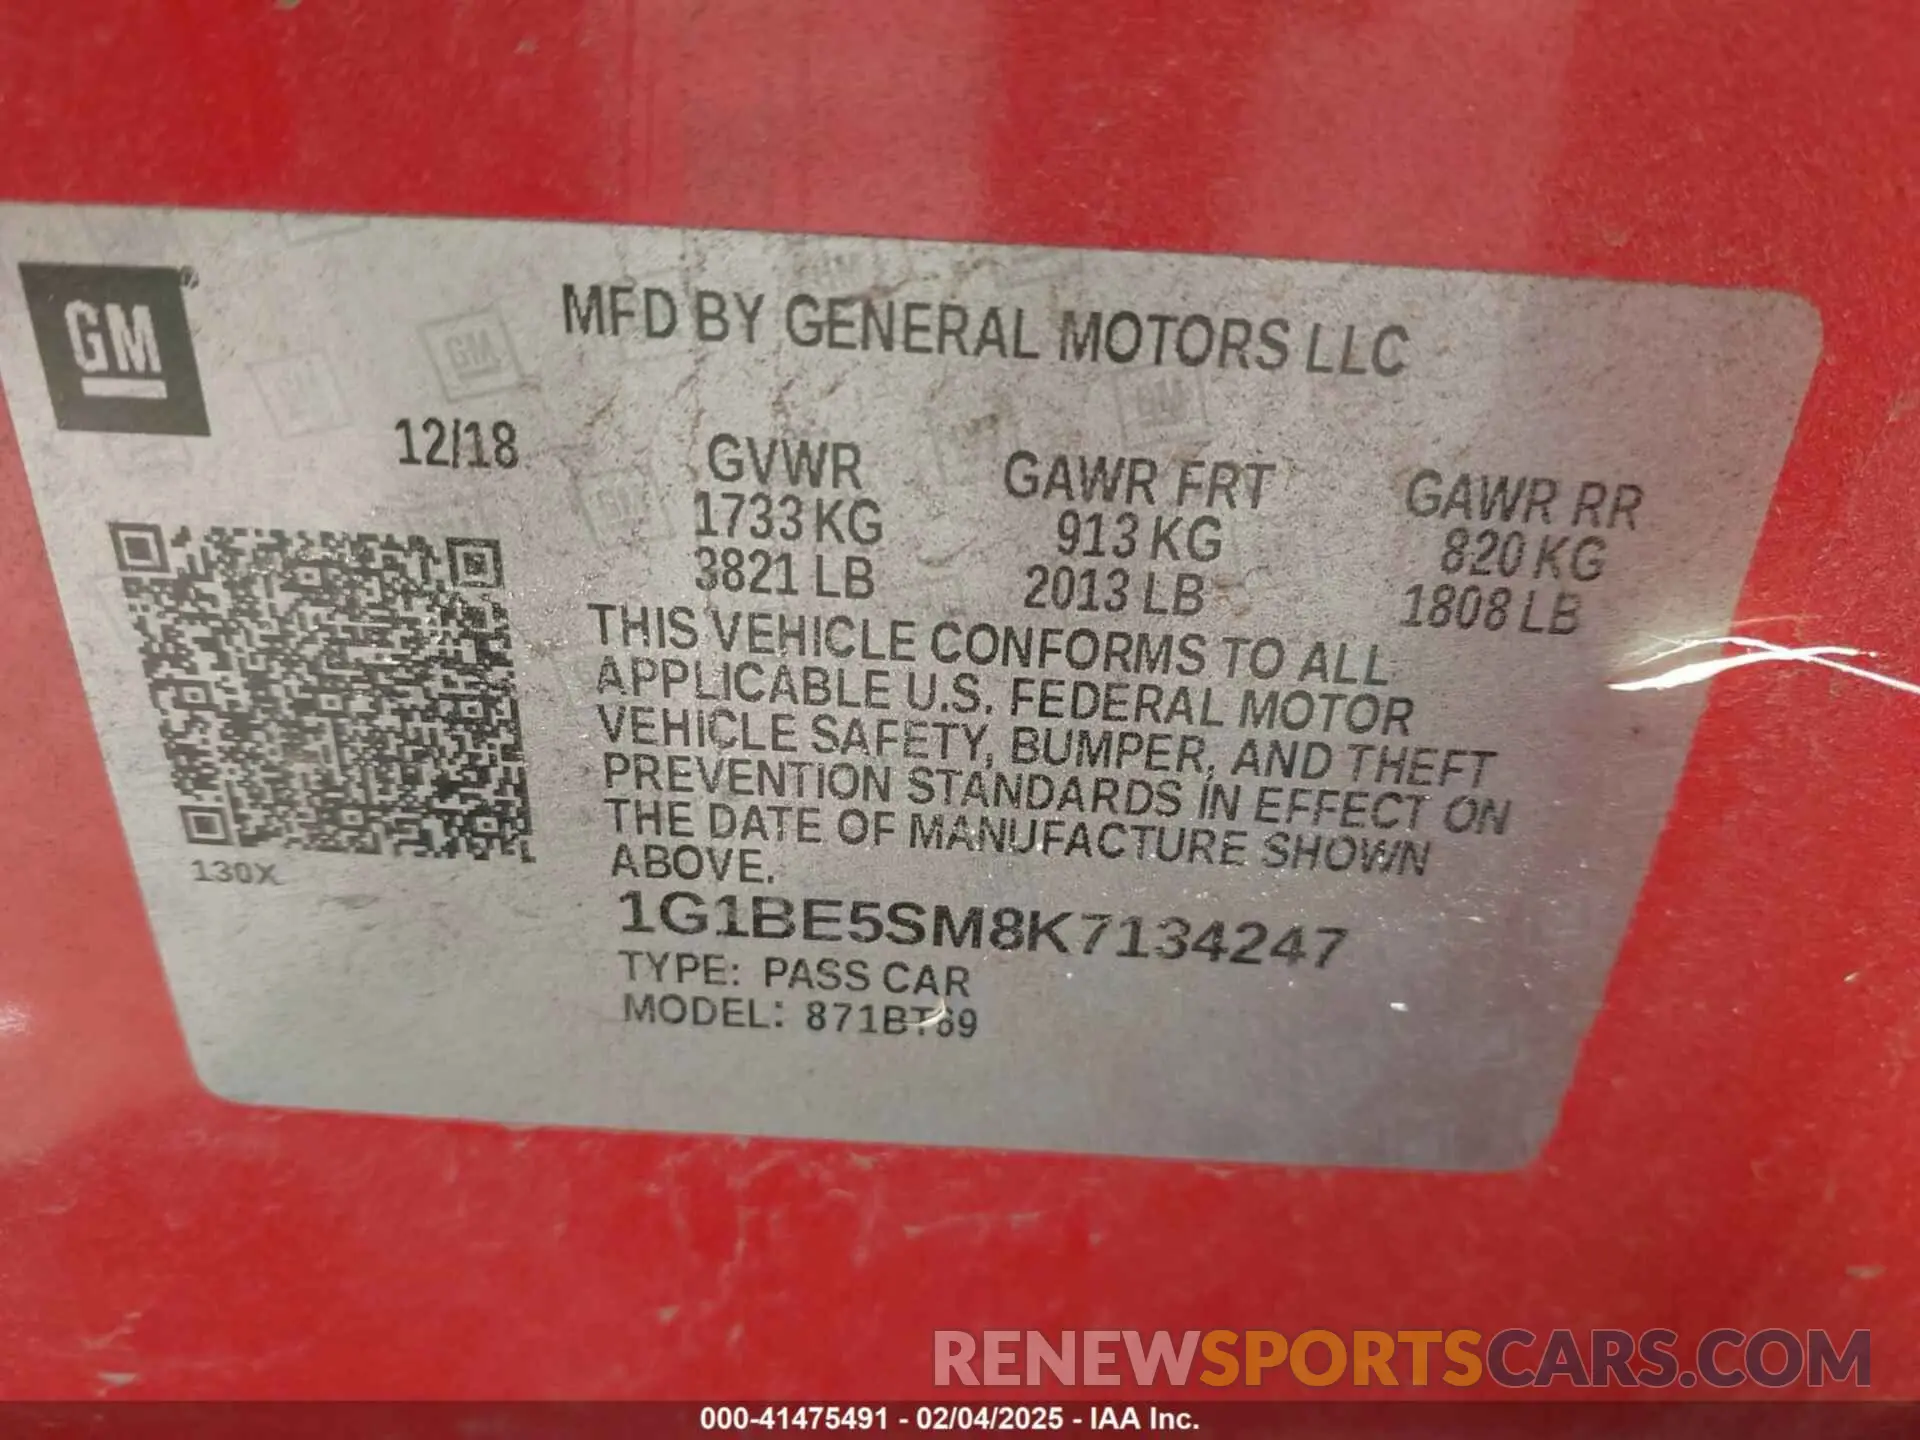 GM
MFD BY GENERAL MOTORS LLC
12/18
GVWR GAWR FRT GAWR RR
1733 KG 913 KG 820 KG
3821 LB 2013 LB 1808 LB
THIS VEHICLE CONFORMS TO ALL
APPLICABLE U.S. FEDERAL MOTOR
VEHICLE SAFETY, BUMPER, AND THEFT
PREVENTION STANDARDS IN EFFECT ON
THE DATE OF MANUFACTURE SHOWN
ABOVE.
130X
1G1BE5SM8K7134247
TYPE: PASS CAR
MODEL: 871BT69
RENEWSPORTSCARS.COM
000-41475491 - 02/04/2025 - IAA Inc.